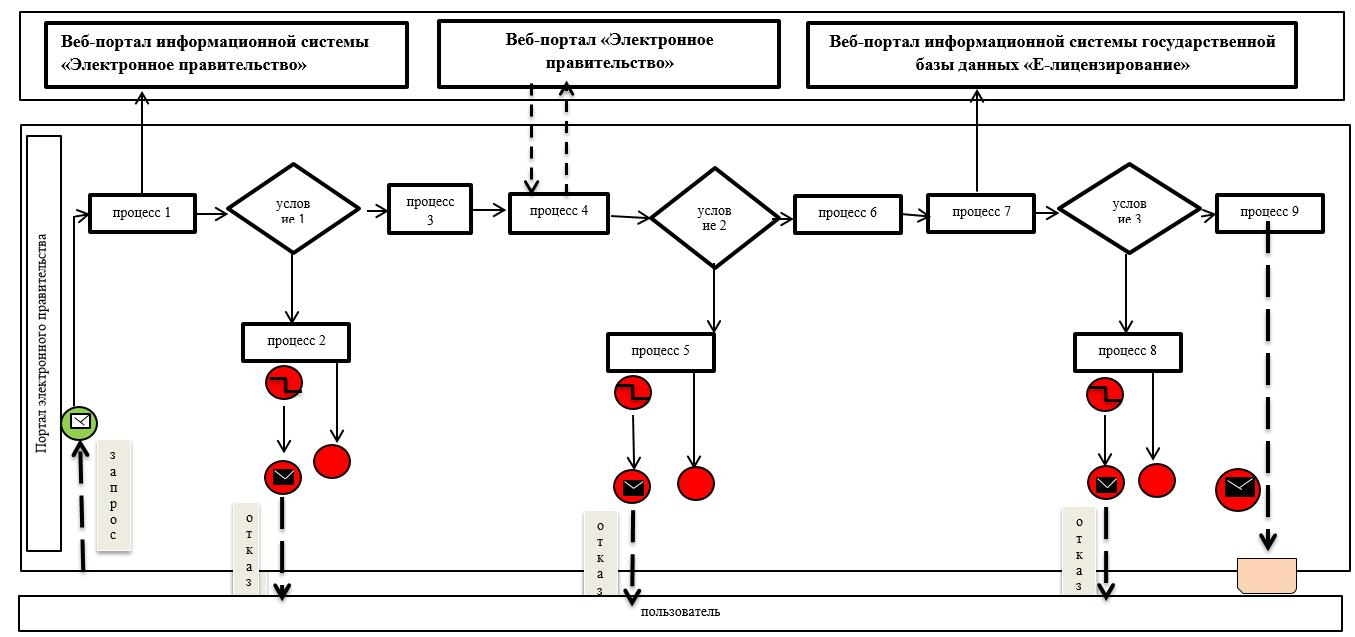 Веб-портал информационной системы
«Электронное правительство»
Веб-портал «Электронное
правительство»
Веб-портал информационной системы государственной
базы данных «Е-лицензирование»
Портал электронного правительства
процесс 1
услов
ие 1
процесс
3
процесс 4
услов
ие 2
процесс 6
процесс 7
услов
ие 3
процесс 9
процесс 2
процесс 5
процесс 8
запрос
отказ
отказ
отказ
пользователь